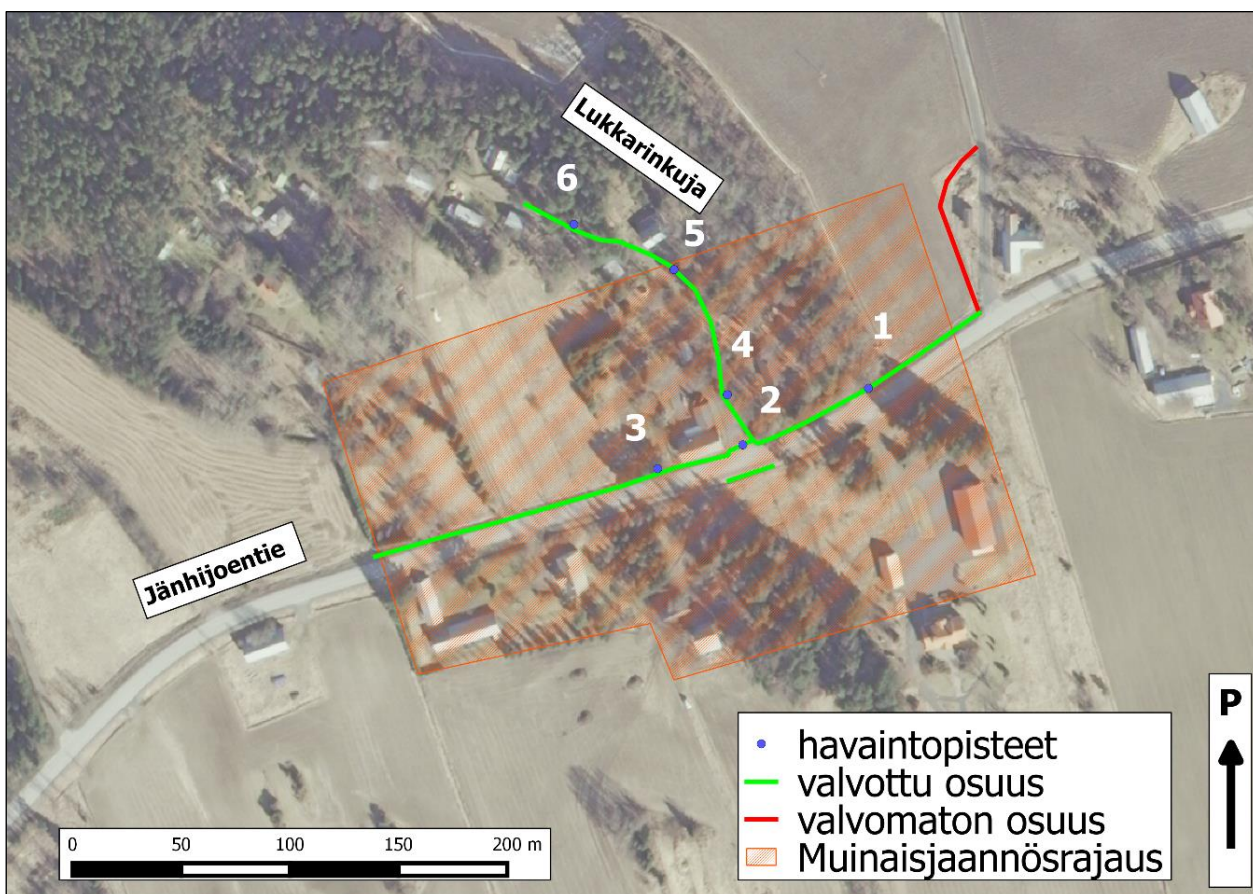 Lukkarinkuja
6
5
1
4
2
3
Jänhijoentie
P
havaintopisteet
valvottu osuus
valvomaton osuus
Muinaisjaannösrajaus
0 50 100 150 200 m